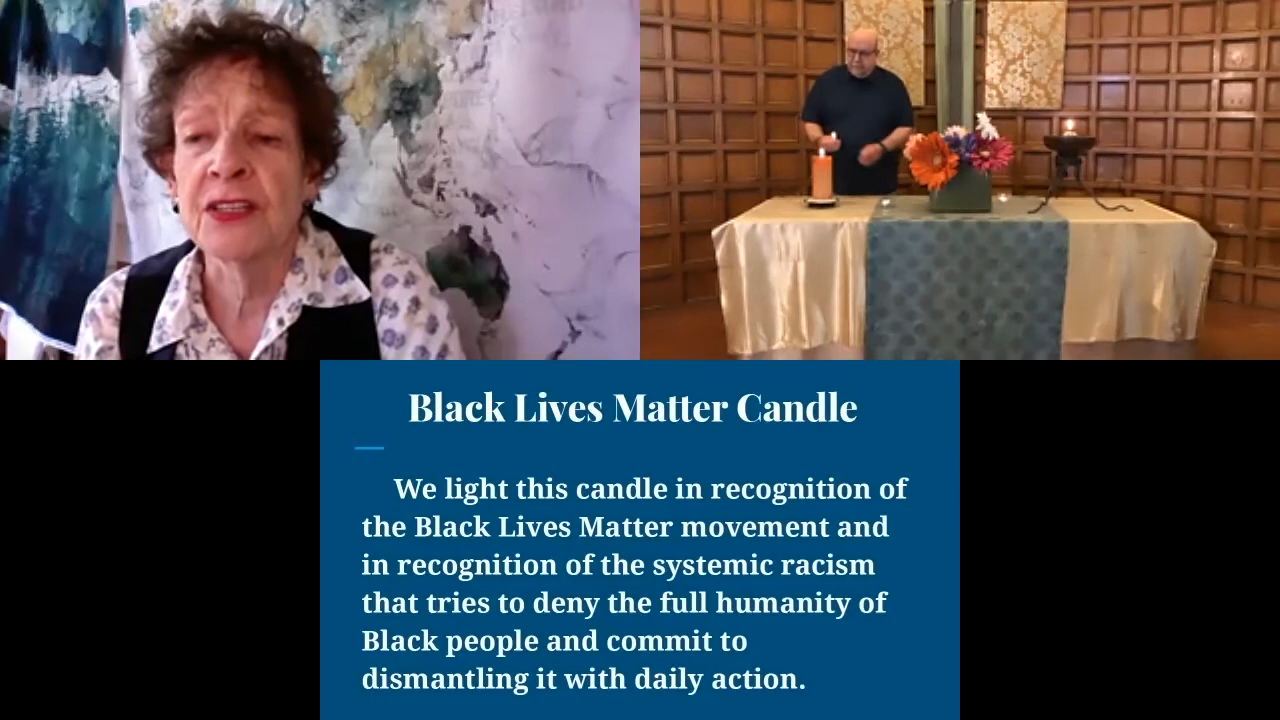 Black Lives Matter Candle
We light this candle in recognition of
the Black Lives Matter movement and
in recognition of the systemic racism
that tries to deny the full humanity of
Black people and commit to
dismantling it with daily action.